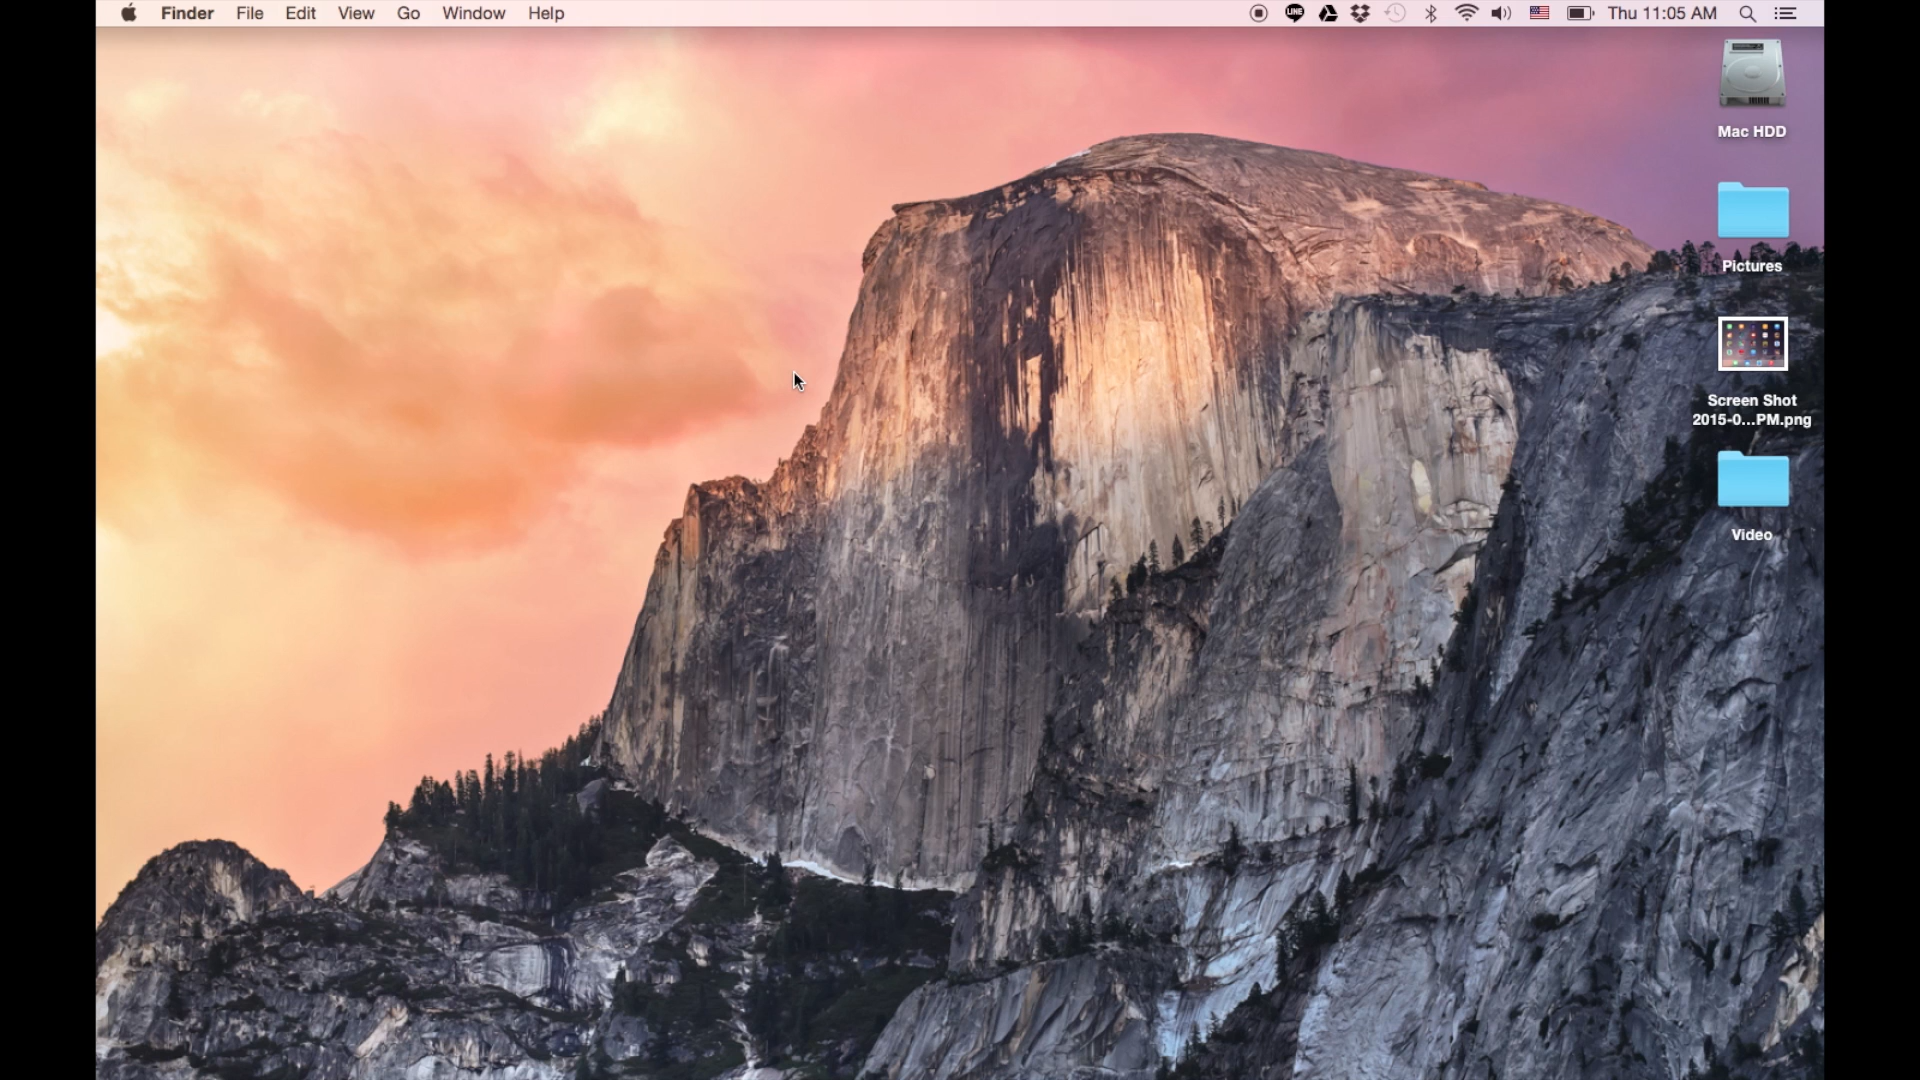 Finder File Edit View Go Window Help LINE Thu 11:05 AM
Mac HDD
Pictures
Screen Shot
2015-0...PM.png
Video